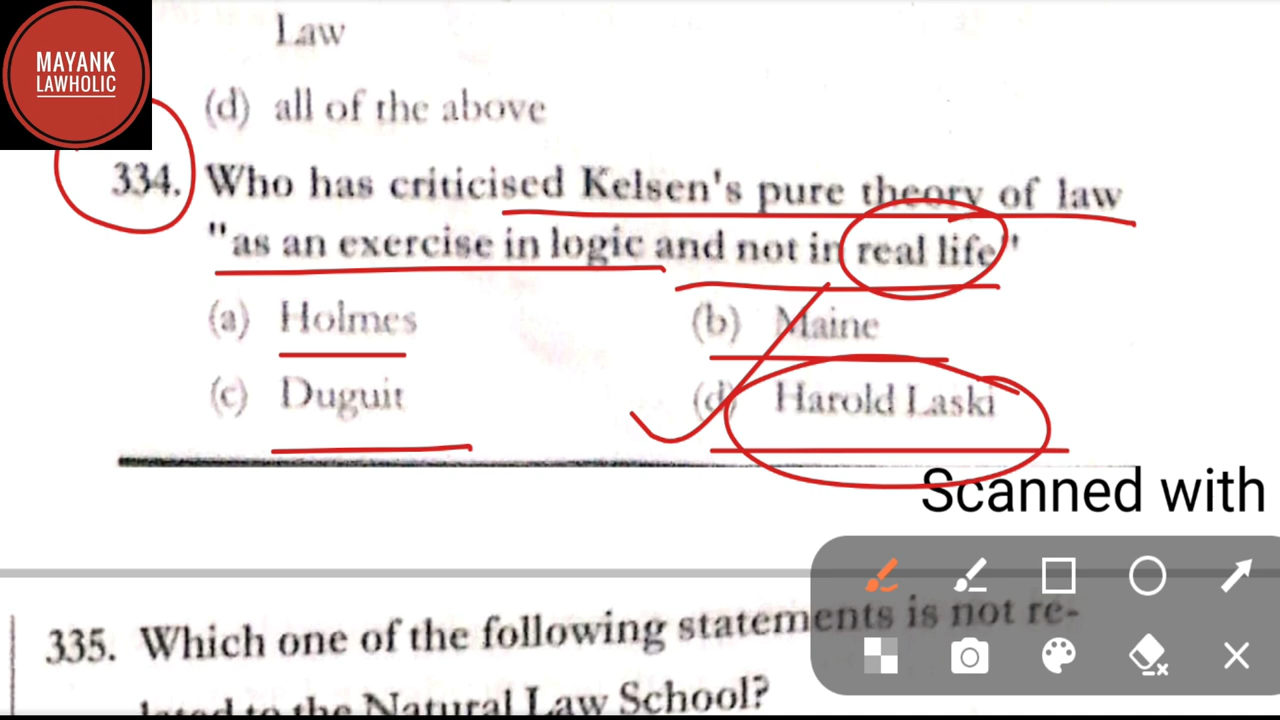 MAYANK
LAWHOLIC
Law
(d) all of the above
334. Who has criticised Kelsen's pure theory of law
"as an exercise in logic and not in real life"
(a) Holmes
(b) Maine
(c) Duguit
(d) Harold Laski
Scanned with
335. Which one of the following statements is not re-
lated to the Natural Law School?